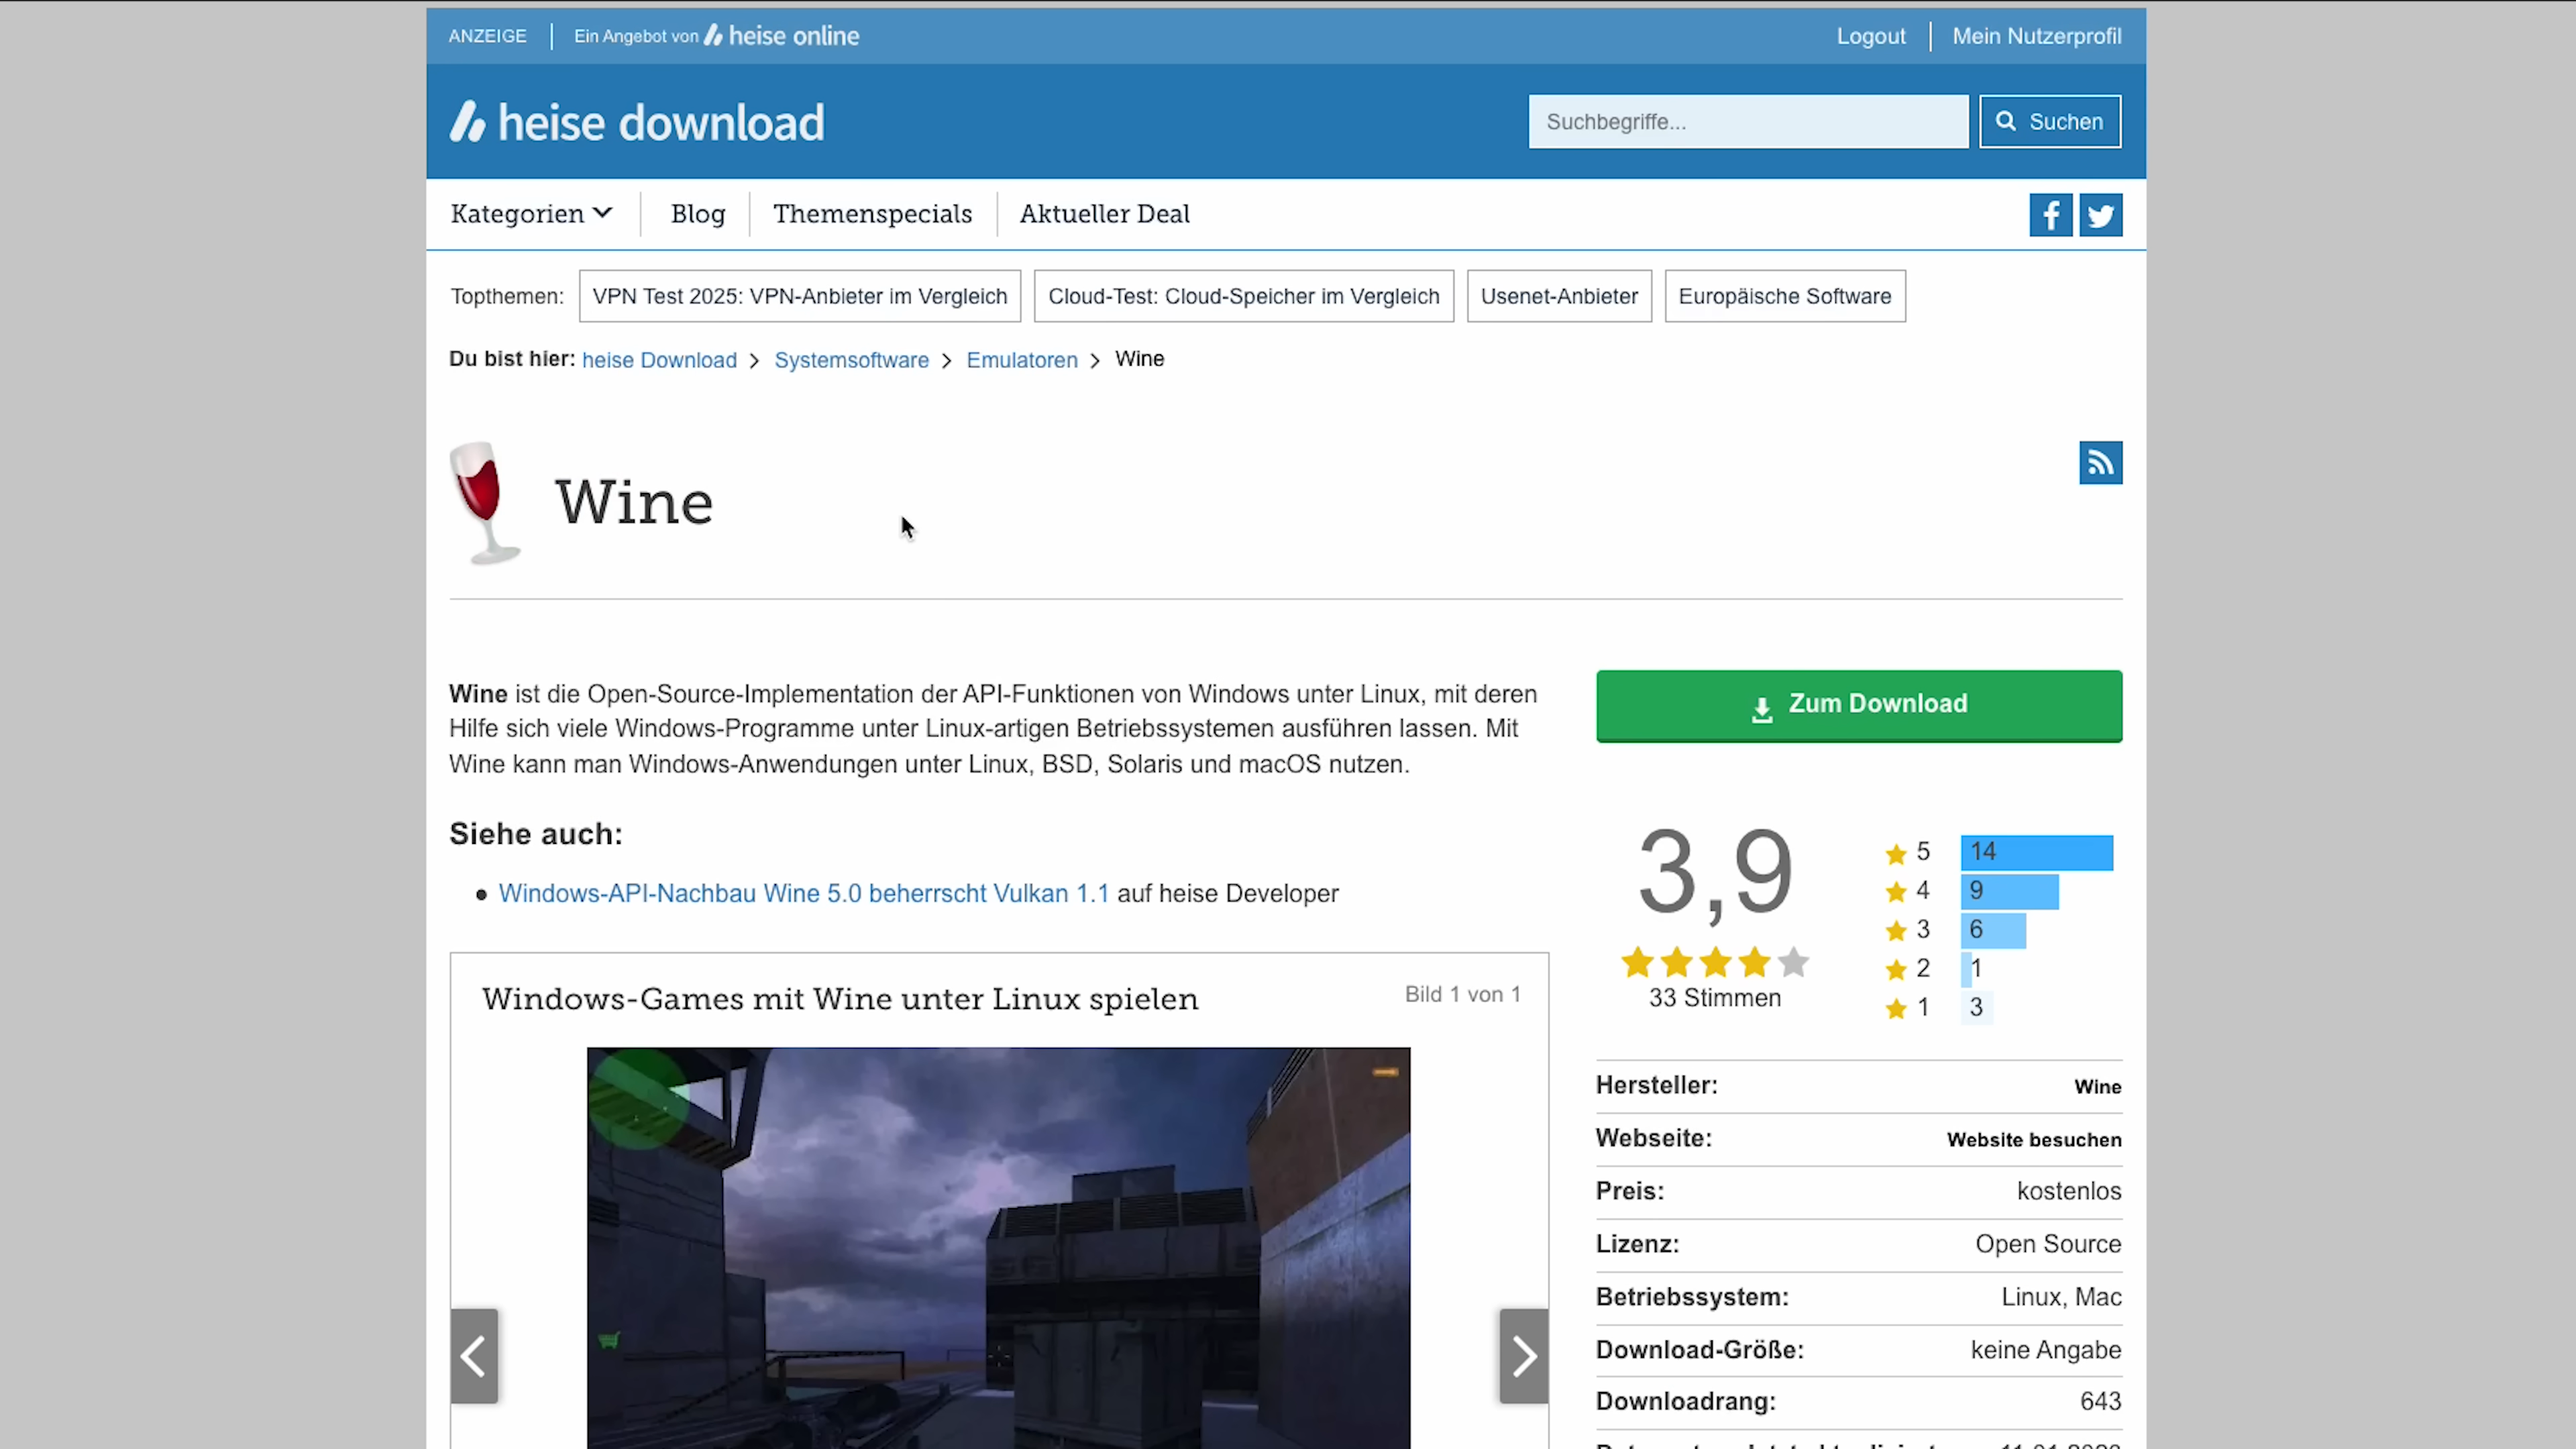 ANZEIGE
Ein Angebot von heise online
Logout
Mein Nutzerprofil
heise download
Suchbegriffe...
Suchen
Kategorien
Blog
Themenspecials
Aktueller Deal
Topthemen:
VPN Test 2025: VPN-Anbieter im Vergleich
Cloud-Test: Cloud-Speicher im Vergleich
Usenet-Anbieter
Europäische Software
Du bist hier: heise Download > Systemsoftware > Emulatoren > Wine
Wine
Wine ist die Open-Source-Implementation der API-Funktionen von Windows unter Linux, mit deren
Hilfe sich viele Windows-Programme unter Linux-artigen Betriebssystemen ausführen lassen. Mit
Wine kann man Windows-Anwendungen unter Linux, BSD, Solaris und macOS nutzen.
Siehe auch:
• Windows-API-Nachbau Wine 5.0 beherrscht Vulkan 1.1 auf heise Developer
Windows-Games mit Wine unter Linux spielen
Bild 1 von 1
Zum Download
3,9
33 Stimmen
5 14
4 9
3 6
2 1
1 3
Hersteller: Wine
Webseite: Website besuchen
Preis: kostenlos
Lizenz: Open Source
Betriebssystem: Linux, Mac
Download-Größe: keine Angabe
Downloadrang: 643